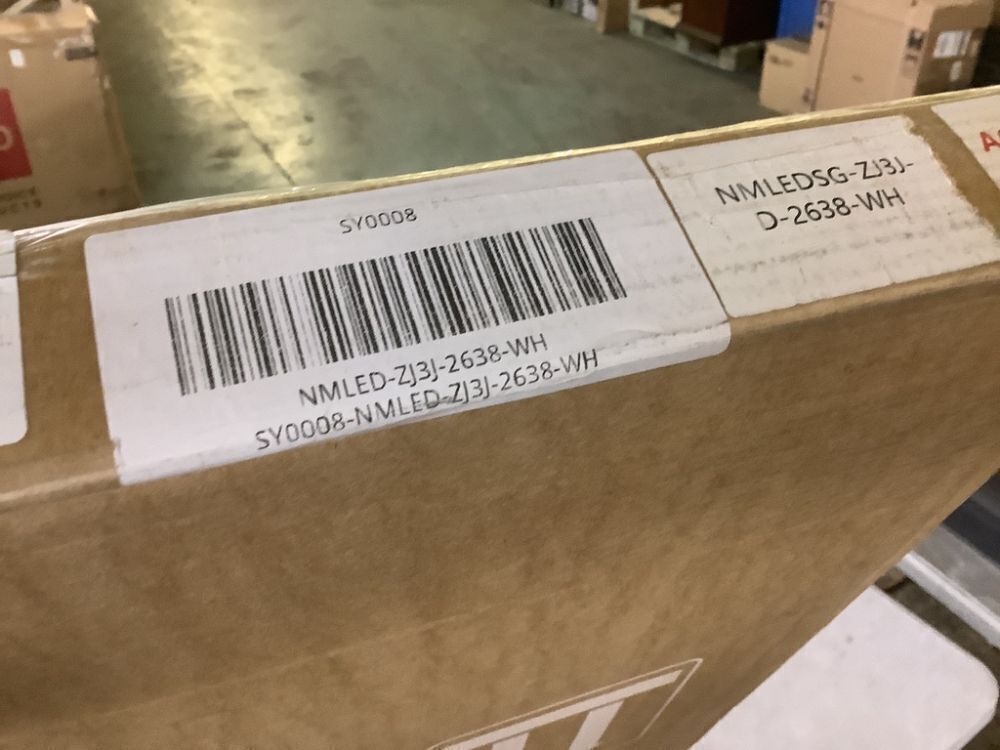 SY0008
NMLED-ZJ3J-2638-WH
SY0008-NMLED-ZJ3J-2638-WH
NMLEDSG-ZJ3J-
D-2638-WH